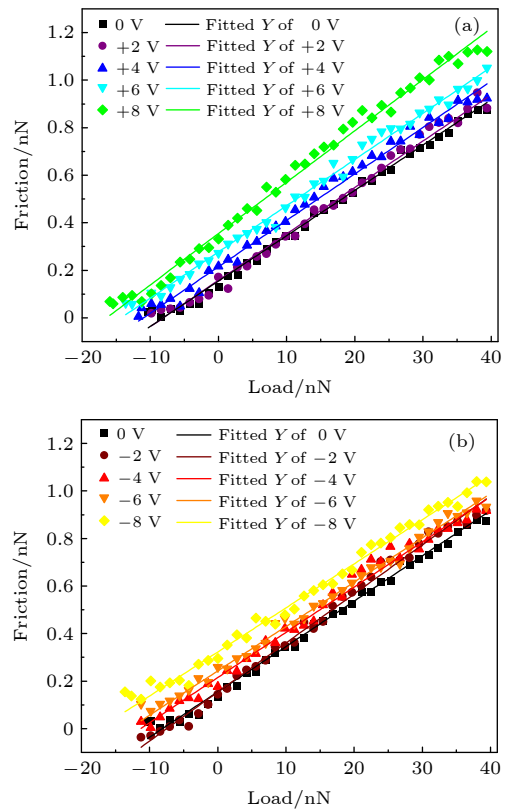 (a)
0 V Fitted Y of 0 V
+2 V Fitted Y of +2 V
+4 V Fitted Y of +4 V
+6 V Fitted Y of +6 V
+8 V Fitted Y of +8 V
1.2
1.0
0.8
0.6
0.4
0.2
0
Friction/nN
−20 −10 0 10 20 30 40
Load/nN
(b)
0 V Fitted Y of 0 V
−2 V Fitted Y of −2 V
−4 V Fitted Y of −4 V
−6 V Fitted Y of −6 V
−8 V Fitted Y of −8 V
1.2
1.0
0.8
0.6
0.4
0.2
0
Friction/nN
−20 −10 0 10 20 30 40
Load/nN